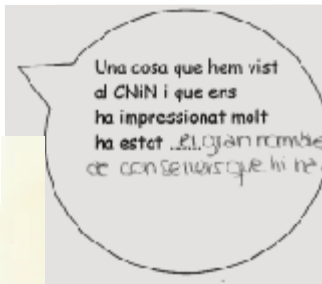 Una cosa que hem vist
al CNiN i que ens
ha impressionat molt
ha estat el gran nombre
de consellers que hi ha.